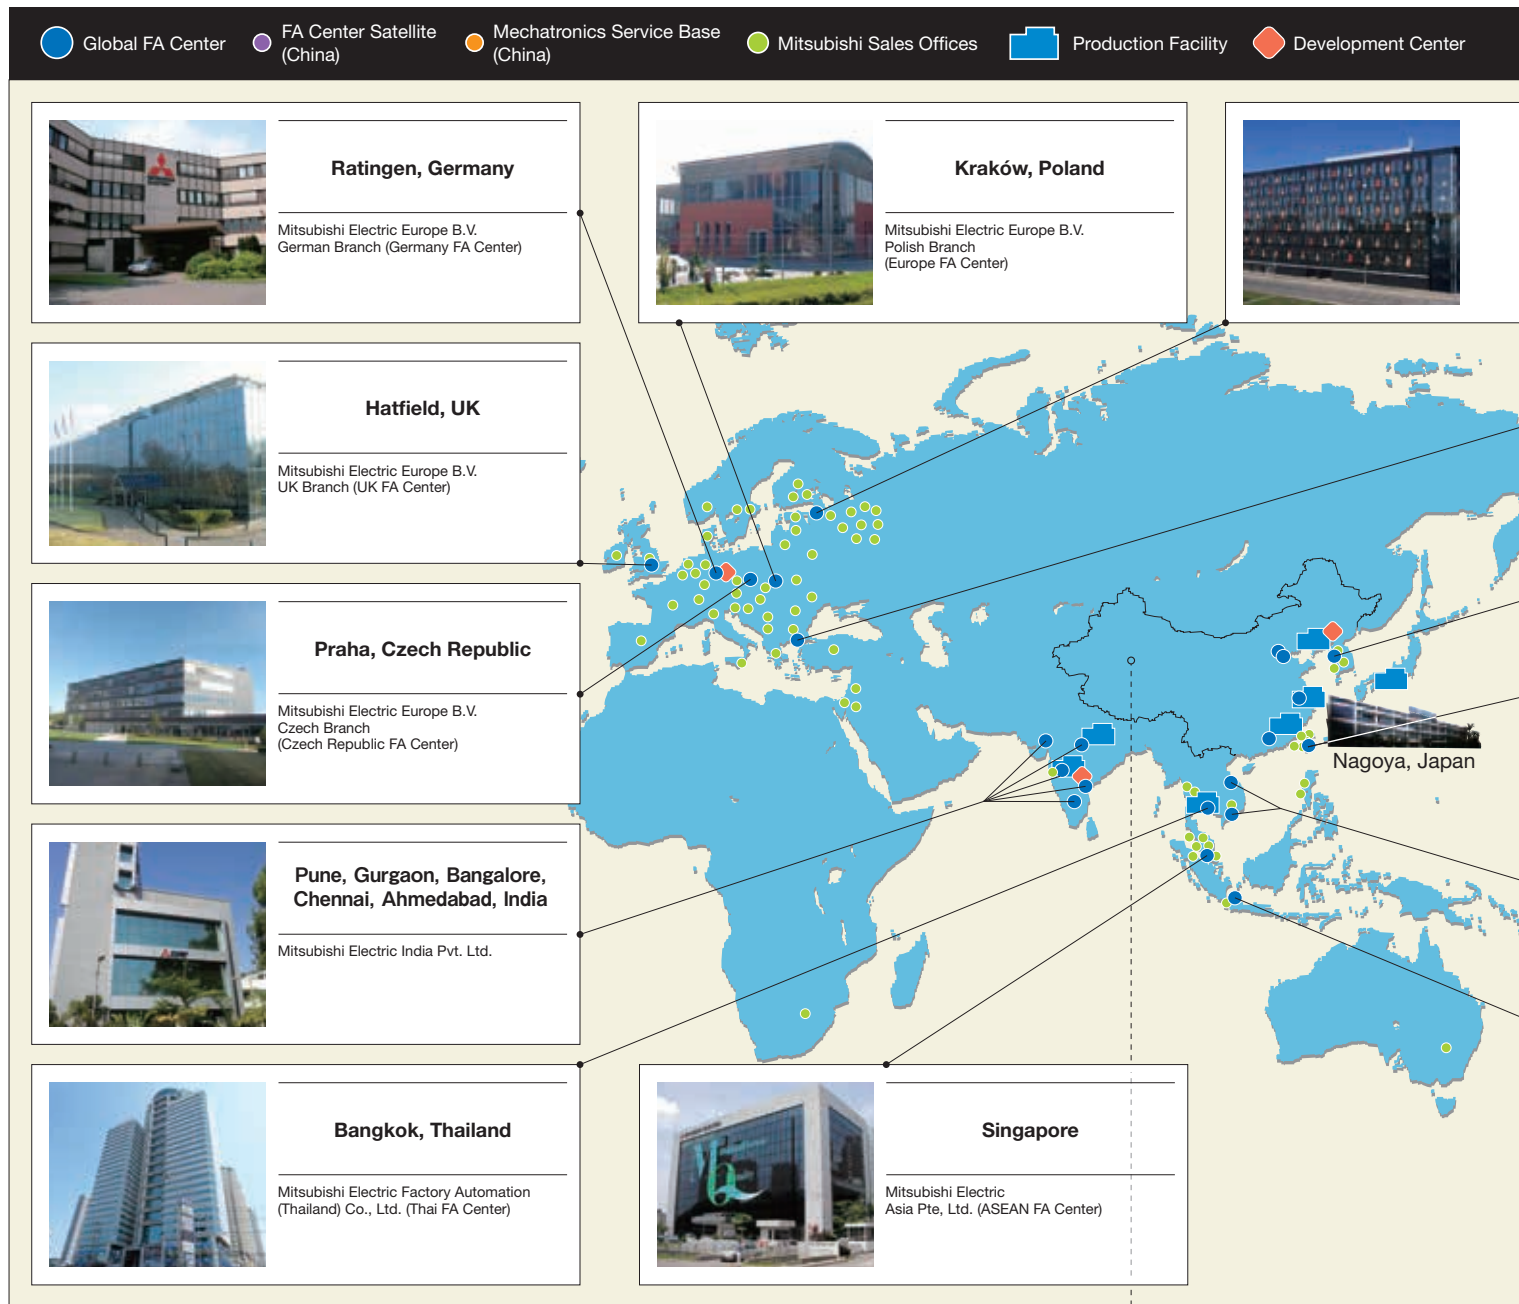 Global FA Center
FA Center Satellite
(China)
Mechatronics Service Base
(China)
Mitsubishi Sales Offices
Production Facility
Development Center
Ratingen, Germany
Mitsubishi Electric Europe B.V.
German Branch (Germany FA Center)
Kraków, Poland
Mitsubishi Electric Europe B.V.
Polish Branch
(Europe FA Center)
Hatfield, UK
Mitsubishi Electric Europe B.V.
UK Branch (UK FA Center)
Praha, Czech Republic
Mitsubishi Electric Europe B.V.
Czech Branch
(Czech Republic FA Center)
Nagoya, Japan
Pune, Gurgaon, Bangalore,
Chennai, Ahmedabad, India
Mitsubishi Electric India Pvt. Ltd.
Bangkok, Thailand
Mitsubishi Electric Factory Automation
(Thailand) Co., Ltd. (Thai FA Center)
Singapore
Mitsubishi Electric
Asia Pte, Ltd. (ASEAN FA Center)